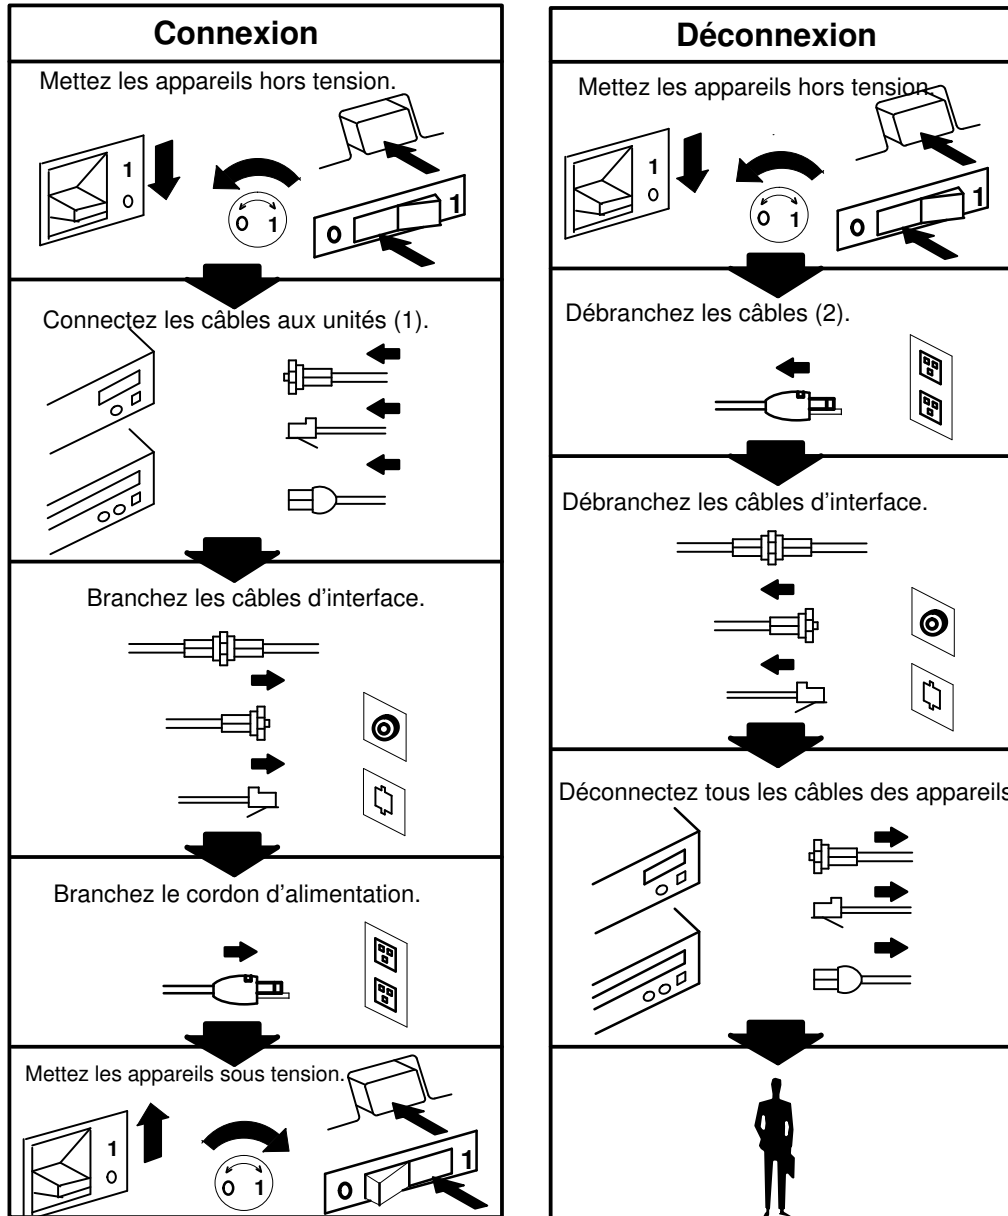 Connexion
Mettez les appareils hors tension.
1
0
0 1
0 1
Connectez les câbles aux unités (1).
Branchez les câbles d'interface.
Branchez le cordon d'alimentation.
Mettez les appareils sous tension.
1
0
0 1
0 1
Déconnexion
Mettez les appareils hors tension.
1
0
0 1
0 1
Débranchez les câbles (2).
Débranchez les câbles d'interface.
Déconnectez tous les câbles des appareils